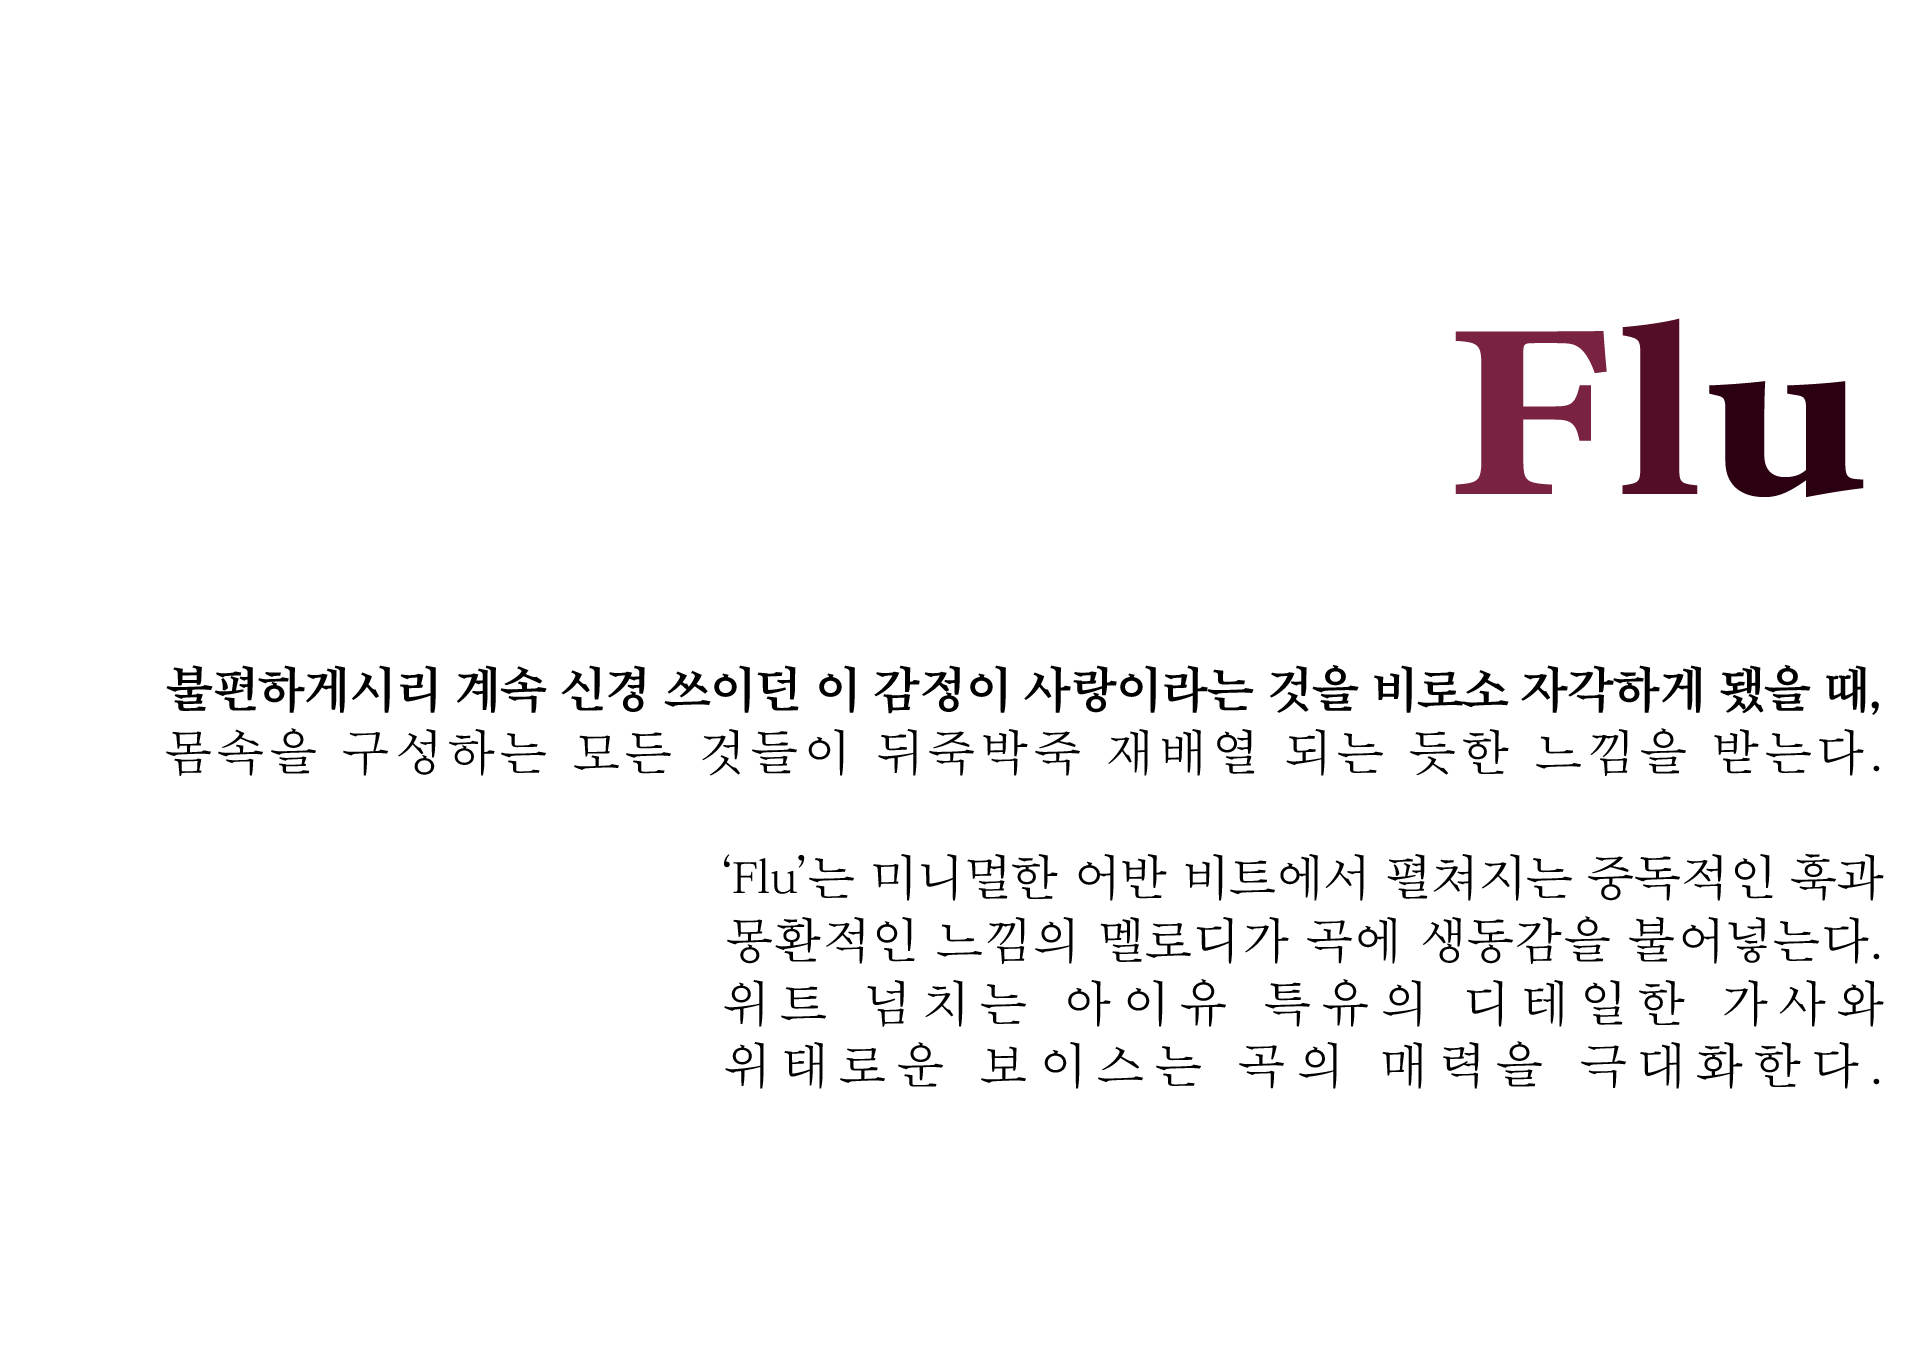 Flu
불편하게시리 계속 신경 쓰이던 이 감정이 사랑이라는 것을 비로소 자각하게 됐을 때,
몸속을 구성하는 모든 것들이 뒤죽박죽 재배열 되는 듯한 느낌을 받는다.
‘Flu’는 미니멀한 어반 비트에서 펼쳐지는 중독적인 훅과
몽환적인 느낌의 멜로디가 곡에 생동감을 불어넣는다.
위트 넘치는 아이유 특유의 디테일한 가사와
위태로운 보이스는 곡의 매력을 극대화한다.